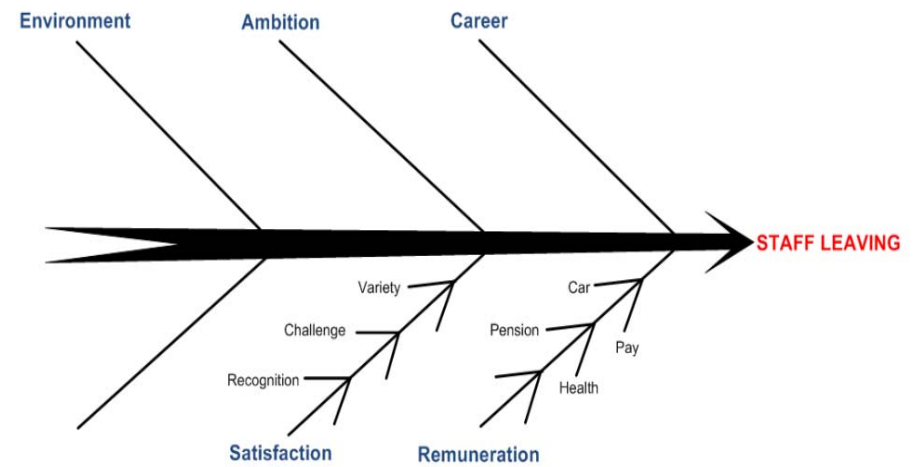 Environment
Ambition
Career
STAFF LEAVING
Variety
Car
Challenge
Pension
Pay
Recognition
Health
Satisfaction
Remuneration